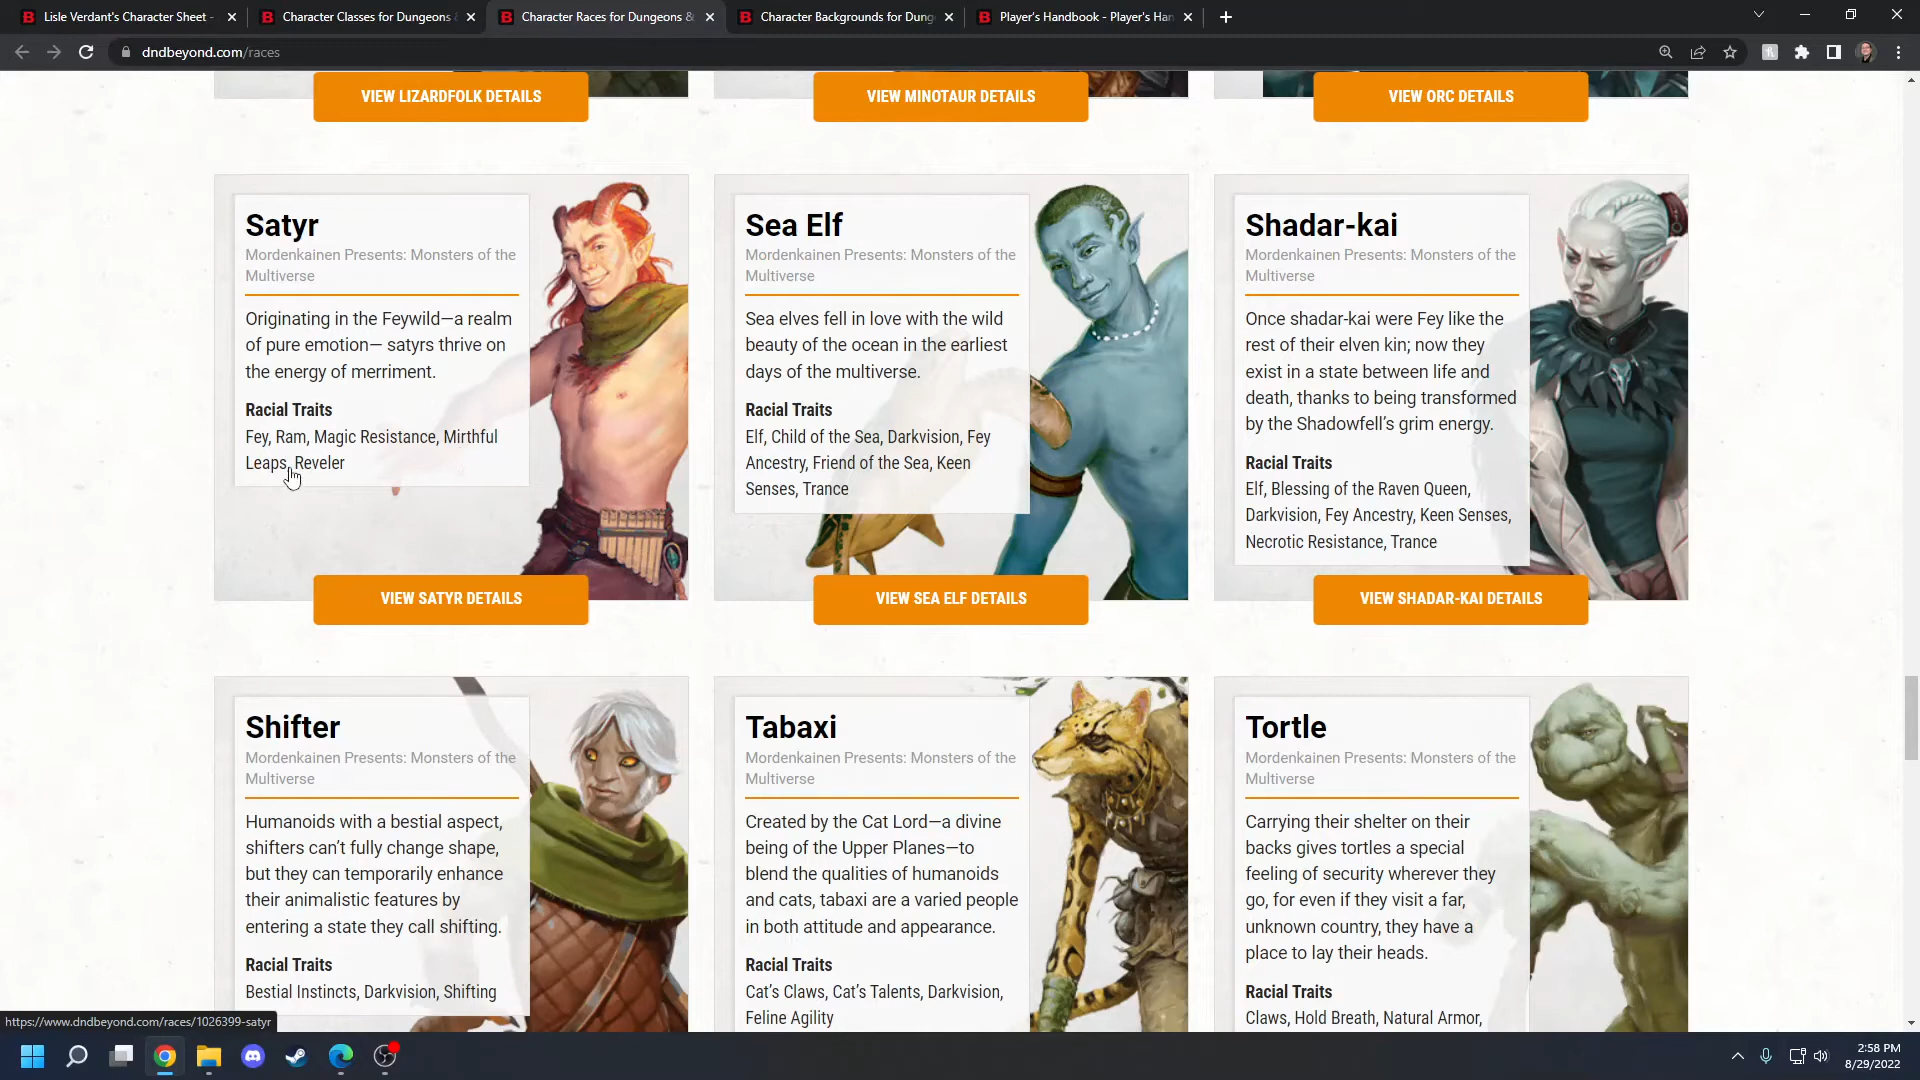 Lisle Verdant's Character Sheet -
Character Classes for Dungeons &
Character Races for Dungeons &
Character Backgrounds for Dung
Player's Handbook - Player's Han
dndbeyond.com/races
VIEW LIZARDFOLK DETAILS
VIEW MINOTAUR DETAILS
VIEW ORC DETAILS
Satyr
Mordenkainen Presents: Monsters of the
Multiverse
Originating in the Feywild—a realm
of pure emotion— satyrs thrive on
the energy of merriment.
Racial Traits
Fey, Ram, Magic Resistance, Mirthful
Leaps, Reveler
VIEW SATYR DETAILS
Sea Elf
Mordenkainen Presents: Monsters of the
Multiverse
Sea elves fell in love with the wild
beauty of the ocean in the earliest
days of the multiverse.
Racial Traits
Elf, Child of the Sea, Darkvision, Fey
Ancestry, Friend of the Sea, Keen
Senses, Trance
VIEW SEA ELF DETAILS
Shadar-kai
Mordenkainen Presents: Monsters of the
Multiverse
Once shadar-kai were Fey like the
rest of their elven kin; now they
exist in a state between life and
death, thanks to being transformed
by the Shadowfell’s grim energy.
Racial Traits
Elf, Blessing of the Raven Queen,
Darkvision, Fey Ancestry, Keen Senses,
Necrotic Resistance, Trance
VIEW SHADAR-KAI DETAILS
Shifter
Mordenkainen Presents: Monsters of the
Multiverse
Humanoids with a bestial aspect,
shifters can’t fully change shape,
but they can temporarily enhance
their animalistic features by
entering a state they call shifting.
Racial Traits
Bestial Instincts, Darkvision, Shifting
Tabaxi
Mordenkainen Presents: Monsters of the
Multiverse
Created by the Cat Lord—a divine
being of the Upper Planes—to
blend the qualities of humanoids
and cats, tabaxi are a varied people
in both attitude and appearance.
Racial Traits
Cat’s Claws, Cat’s Talents, Darkvision,
Feline Agility
Tortle
Mordenkainen Presents: Monsters of the
Multiverse
Carrying their shelter on their
backs gives tortles a special
feeling of security wherever they
go, for even if they visit a far,
unknown country, they have a
place to lay their heads.
Racial Traits
Claws, Hold Breath, Natural Armor,
https://www.dndbeyond.com/races/1026399-satyr
2:58 PM
8/29/2022